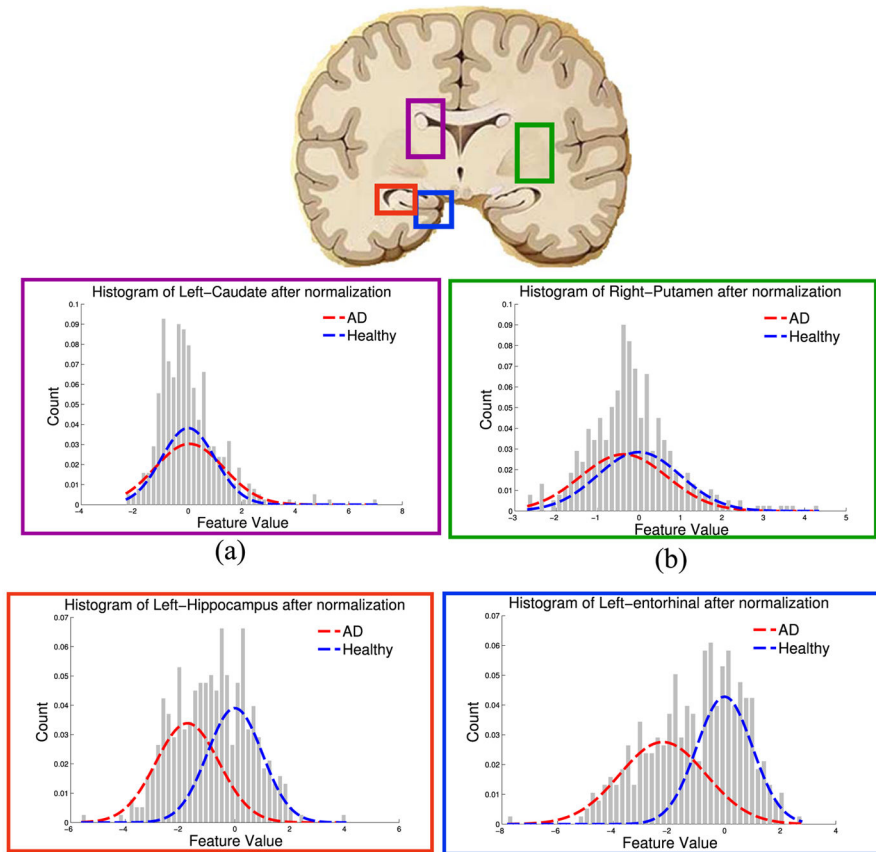 Histogram of Left-Caudate after normalization
0.1
0.09
0.08
0.07
0.06
0.05
0.04
0.03
0.02
0.01
0
Count
AD
Healthy
-4 -2 0 2 4 6 8
Feature Value
(a)
Histogram of Right-Putamen after normalization
0.1
0.09
0.08
0.07
0.06
0.05
0.04
0.03
0.02
0.01
0
Count
AD
Healthy
-3 -2 -1 0 1 2 3 4 5
Feature Value
(b)
Histogram of Left-Hippocampus after normalization
0.07
0.06
0.05
0.04
0.03
0.02
0.01
0
Count
AD
Healthy
-6 -4 -2 0 2 4 6
Feature Value
Histogram of Left-entorhinal after normalization
0.07
0.06
0.05
0.04
0.03
0.02
0.01
0
Count
AD
Healthy
-8 -6 -4 -2 0 2 4
Feature Value